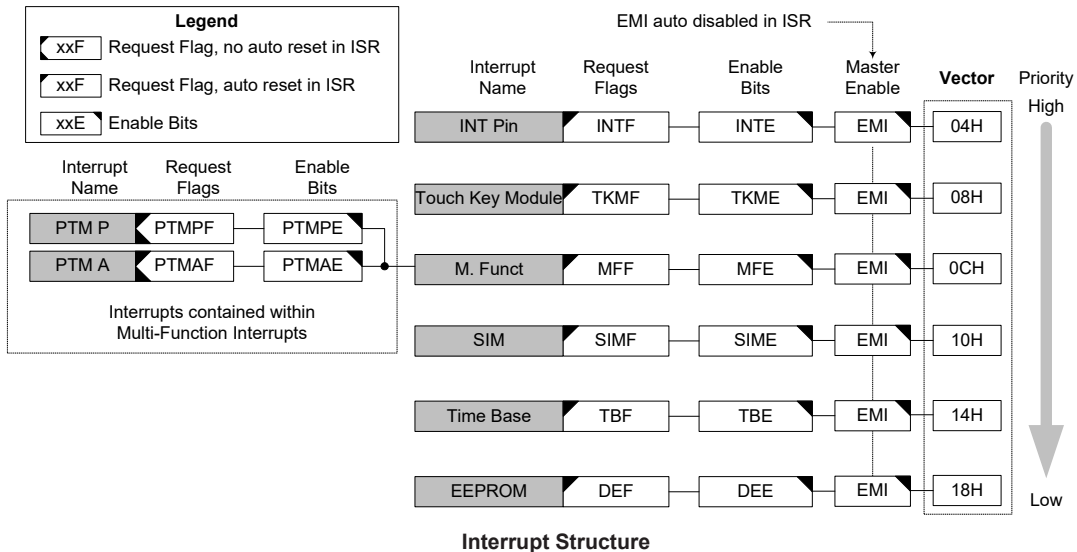 Legend
xxF Request Flag, no auto reset in ISR
xxF Request Flag, auto reset in ISR
xxE Enable Bits
EMI auto disabled in ISR
Interrupt Name
Request Flags
Enable Bits
Master Enable
Vector
Priority
High
INT Pin INTF INTE EMI 04H
Interrupt Name
Request Flags
Enable Bits
Touch Key Module TKMF TKME EMI 08H
PTM P PTMPF PTMPE
PTM A PTMAF PTMAE
M. Funct MFF MFE EMI 0CH
Interrupts contained within
Multi-Function Interrupts
SIM SIMF SIME EMI 10H
Time Base TBF TBE EMI 14H
EEPROM DEF DEE EMI 18H
Low
Interrupt Structure